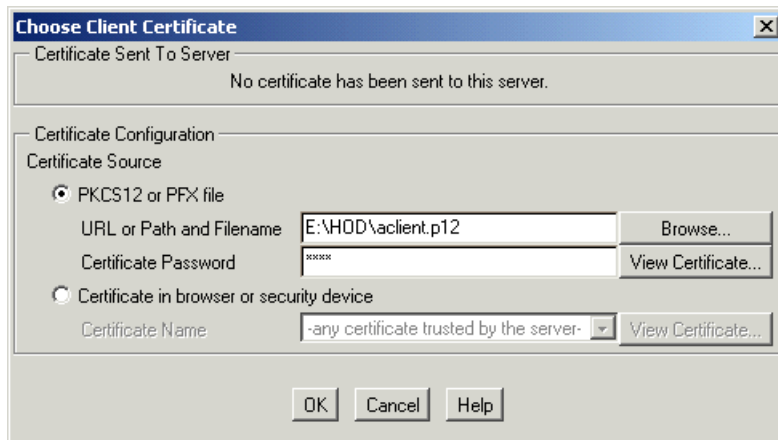 Choose Client Certificate
Certificate Sent To Server
No certificate has been sent to this server.
Certificate Configuration
Certificate Source
PKCS12 or PFX file
URL or Path and Filename E:\HOD\aclient.p12 Browse...
Certificate Password **** View Certificate...
Certificate in browser or security device
Certificate Name -any certificate trusted by the server- View Certificate...
OK Cancel Help